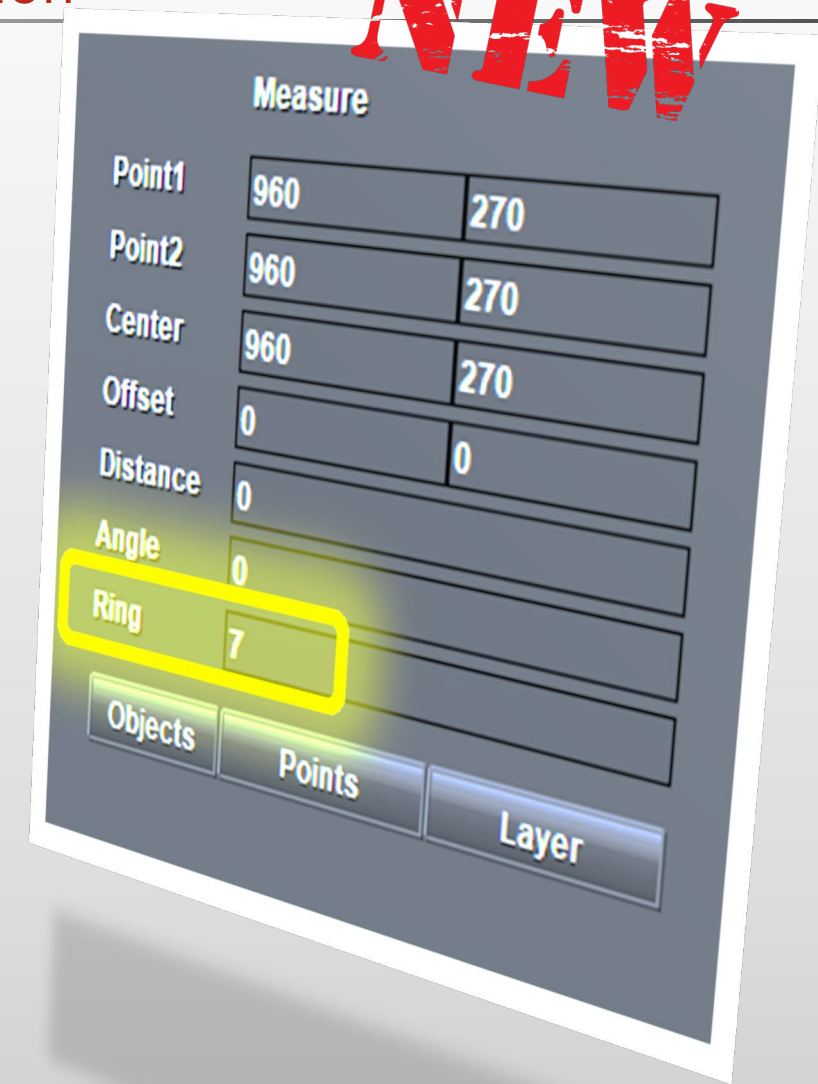 NEW
Measure
Point1 960 270
Point2 960 270
Center 960 270
Offset 0 0
Distance 0
Angle 0
Ring 7
Objects Points Layer